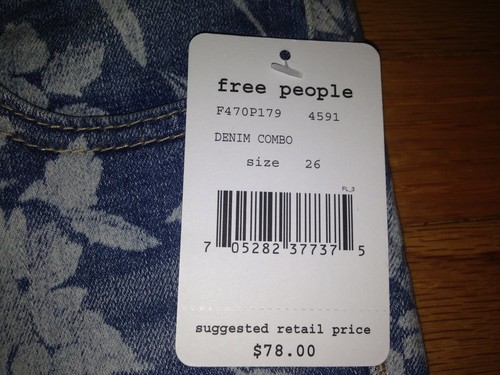 free people
F470P179 4591
DENIM COMBO
size 26
FL_3
7 05282 37737 5
suggested retail price
$78.00